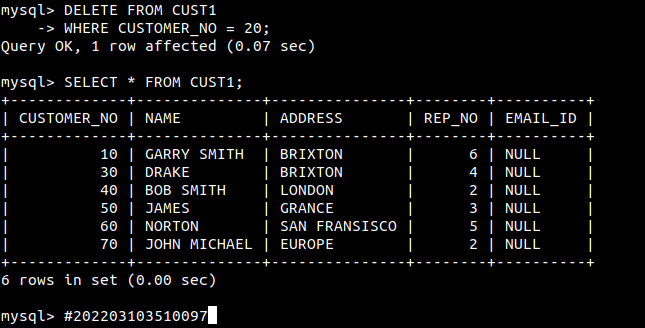 mysql> DELETE FROM CUST1
    -> WHERE CUSTOMER_NO = 20;
Query OK, 1 row affected (0.07 sec)

mysql> SELECT * FROM CUST1;
+-------------+--------------+---------------+--------+----------+
| CUSTOMER_NO | NAME         | ADDRESS       | REP_NO | EMAIL_ID |
+-------------+--------------+---------------+--------+----------+
|          10 | GARRY SMITH  | BRIXTON       |      6 | NULL     |
|          30 | DRAKE        | BRIXTON       |      4 | NULL     |
|          40 | BOB SMITH    | LONDON        |      2 | NULL     |
|          50 | JAMES        | GRANCE        |      3 | NULL     |
|          60 | NORTON       | SAN FRANSISCO |      5 | NULL     |
|          70 | JOHN MICHAEL | EUROPE        |      2 | NULL     |
+-------------+--------------+---------------+--------+----------+
6 rows in set (0.00 sec)

mysql> #202203103510097